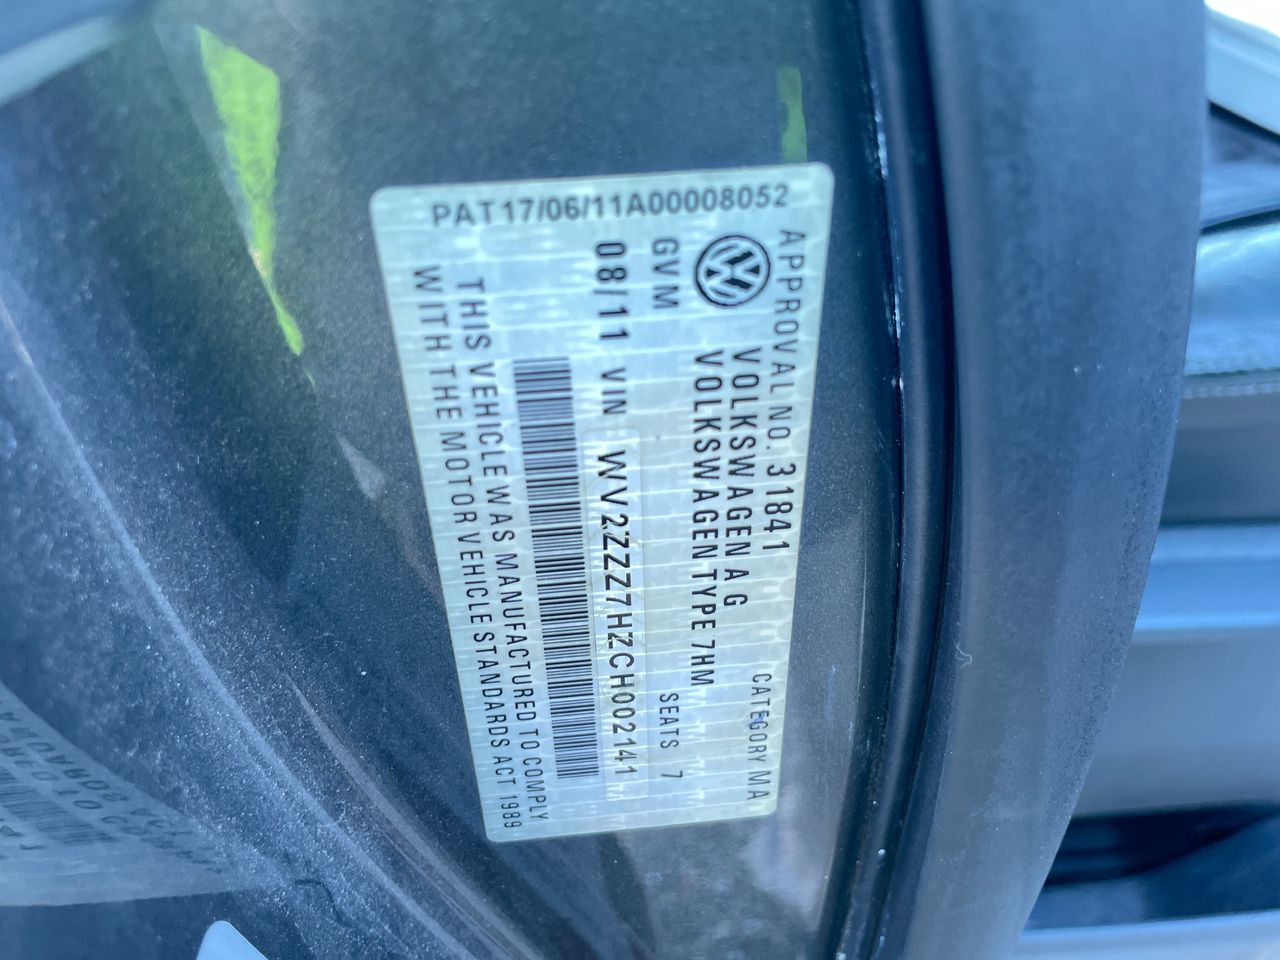 PAT17/06/11A00008052
APPROVAL NO. 31841 CATEGORY MA
VOLKSWAGEN AG
VOLKSWAGEN TYPE 7HM
GVM SEATS 7
08/11 VIN WV2ZZZ7HZCH002141
THIS VEHICLE WAS MANUFACTURED TO COMPLY
WITH THE MOTOR VEHICLE STANDARDS ACT 1989